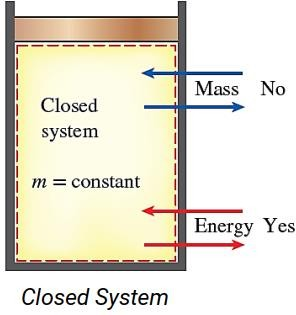 Mass No
Closed
system
m = constant
Energy Yes
Closed System